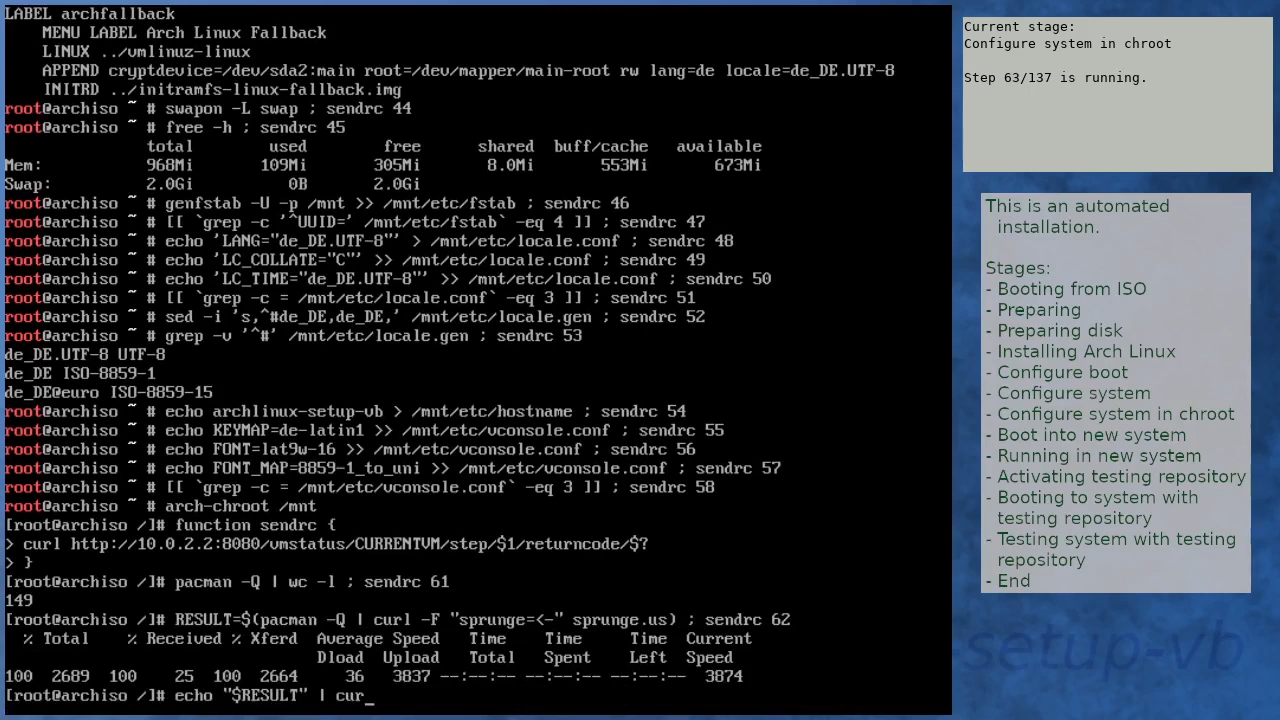 LABEL archfallback
    MENU LABEL Arch Linux Fallback
    LINUX ../vmlinuz-linux
    APPEND cryptdevice=/dev/sda2:main root=/dev/mapper/main-root rw lang=de locale=de_DE.UTF-8
    INITRD ../initramfs-linux-fallback.img
root@archiso ~ # swapon -L swap ; sendrc 44
root@archiso ~ # free -h ; sendrc 45
               total        used        free      shared  buff/cache   available
Mem:           968Mi       109Mi       305Mi       8.0Mi       553Mi       673Mi
Swap:          2.0Gi          0B       2.0Gi
root@archiso ~ # genfstab -U -p /mnt >> /mnt/etc/fstab ; sendrc 46
root@archiso ~ # [[ `grep -c '^UUID=' /mnt/etc/fstab` -eq 4 ]] ; sendrc 47
root@archiso ~ # echo 'LANG="de_DE.UTF-8"' > /mnt/etc/locale.conf ; sendrc 48
root@archiso ~ # echo 'LC_COLLATE="C"' >> /mnt/etc/locale.conf ; sendrc 49
root@archiso ~ # echo 'LC_TIME="de_DE.UTF-8"' >> /mnt/etc/locale.conf ; sendrc 50
root@archiso ~ # [[ `grep -c = /mnt/etc/locale.conf` -eq 3 ]] ; sendrc 51
root@archiso ~ # sed -i 's,^#de_DE,de_DE,' /mnt/etc/locale.gen ; sendrc 52
root@archiso ~ # grep -v '^#' /mnt/etc/locale.gen ; sendrc 53
de_DE.UTF-8 UTF-8
de_DE ISO-8859-1
de_DE@euro ISO-8859-15
root@archiso ~ # echo archlinux-setup-vb > /mnt/etc/hostname ; sendrc 54
root@archiso ~ # echo KEYMAP=de-latin1 >> /mnt/etc/vconsole.conf ; sendrc 55
root@archiso ~ # echo FONT=lat9w-16 >> /mnt/etc/vconsole.conf ; sendrc 56
root@archiso ~ # echo FONT_MAP=8859-1_to_uni >> /mnt/etc/vconsole.conf ; sendrc 57
root@archiso ~ # [[ `grep -c = /mnt/etc/vconsole.conf` -eq 3 ]] ; sendrc 58
root@archiso ~ # arch-chroot /mnt
[root@archiso /]# function sendrc {
> curl http://10.0.2.2:8080/vmstatus/CURRENTVM/step/$1/returncode/$?
> }
[root@archiso /]# pacman -Q | wc -l ; sendrc 61
149
[root@archiso /]# RESULT=$(pacman -Q | curl -F "sprunge=<-" sprunge.us) ; sendrc 62
  % Total    % Received % Xferd  Average Speed   Time    Time     Time  Current
                                 Dload  Upload   Total   Spent    Left  Speed
100  2689  100    25  100  2664     36   3837 --:--:-- --:--:-- --:--:--  3874
[root@archiso /]# echo "$RESULT" | cur_
Current stage:
Configure system in chroot
Step 63/137 is running.
This is an automated
installation.
Stages:
- Booting from ISO
- Preparing
- Preparing disk
- Installing Arch Linux
- Configure boot
- Configure system
- Configure system in chroot
- Boot into new system
- Running in new system
- Activating testing repository
- Booting to system with
testing repository
- Testing system with testing
repository
- End
-setup-vb